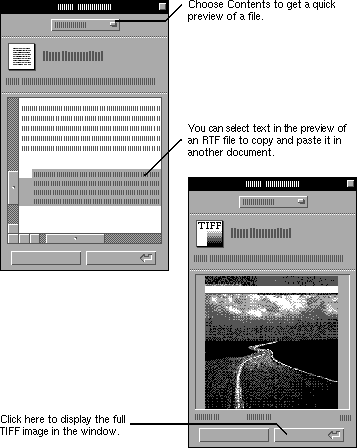 Choose Contents to get a quick
preview of a file.
You can select text in the preview of
an RTF file to copy and paste it in
another document.
TIFF
Click here to display the full
TIFF image in the window.